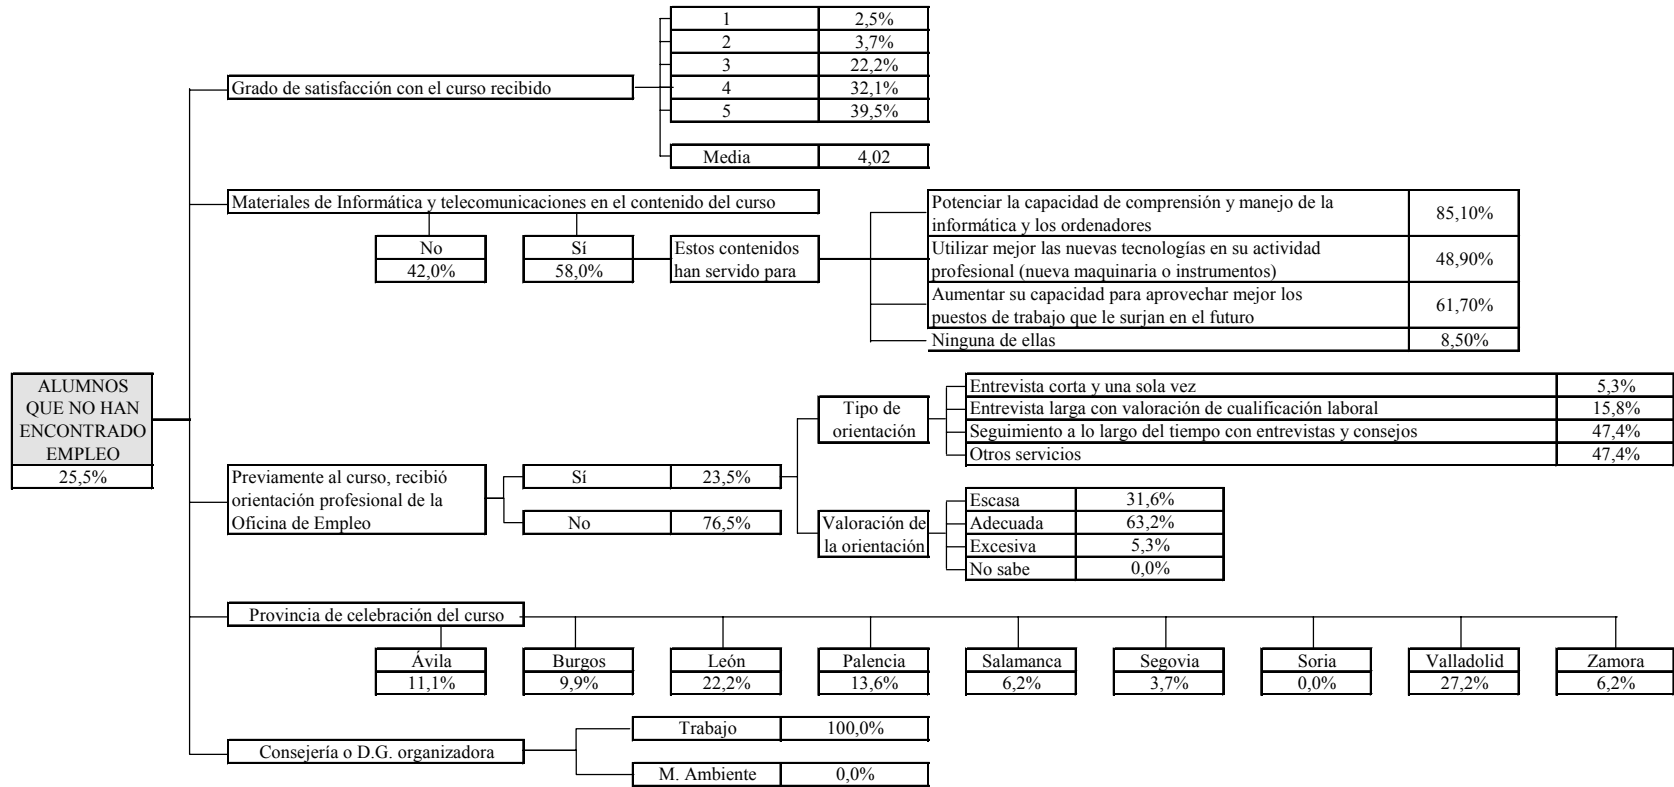 1 2,5%
2 3,7%
3 22,2%
Grado de satisfacción con el curso recibido
4 32,1%
5 39,5%
Media 4,02
Materiales de Informática y telecomunicaciones en el contenido del curso
No
42,0%
Sí
58,0%
Estos contenidos
han servido para
Potenciar la capacidad de comprensión y manejo de la
informática y los ordenadores
85,10%
Utilizar mejor las nuevas tecnologías en su actividad
profesional (nueva maquinaria o instrumentos)
48,90%
Aumentar su capacidad para aprovechar mejor los
puestos de trabajo que le surjan en el futuro
61,70%
Ninguna de ellas 8,50%
ALUMNOS
QUE NO HAN
ENCONTRADO
EMPLEO
25,5%
Previamente al curso, recibió
orientación profesional de la
Oficina de Empleo
Sí 23,5%
No 76,5%
Tipo de
orientación
Entrevista corta y una sola vez 5,3%
Entrevista larga con valoración de cualificación laboral 15,8%
Seguimiento a lo largo del tiempo con entrevistas y consejos 47,4%
Otros servicios 47,4%
Valoración de
la orientación
Escasa 31,6%
Adecuada 63,2%
Excesiva 5,3%
No sabe 0,0%
Provincia de celebración del curso
Ávila Burgos León Palencia Salamanca Segovia Soria Valladolid Zamora
11,1% 9,9% 22,2% 13,6% 6,2% 3,7% 0,0% 27,2% 6,2%
Consejería o D.G. organizadora
Trabajo 100,0%
M. Ambiente 0,0%